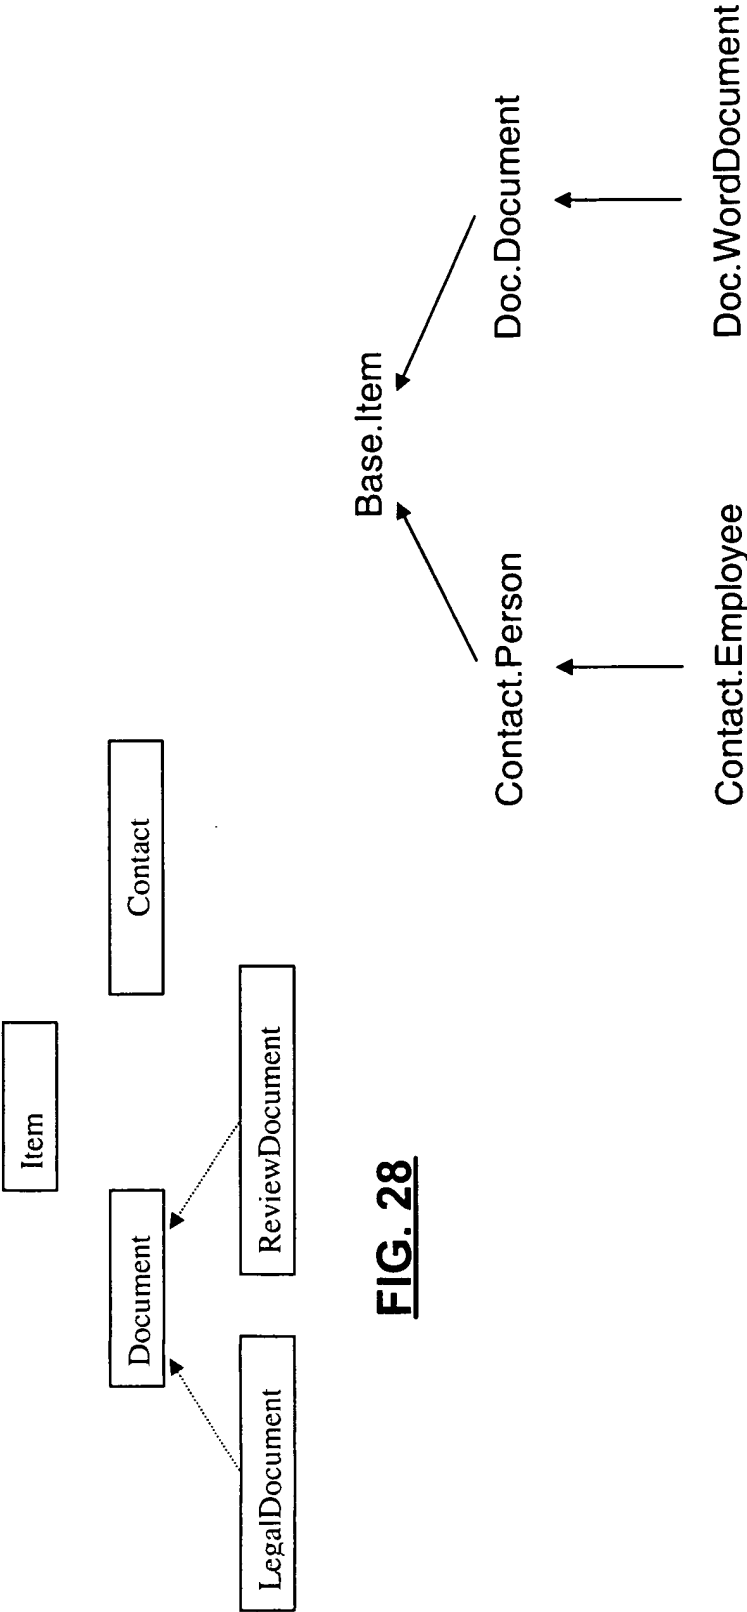 Item
Document
Contact
LegalDocument
ReviewDocument
FIG. 28
Base.Item
Contact.Person
Doc.Document
Contact.Employee
Doc.WordDocument